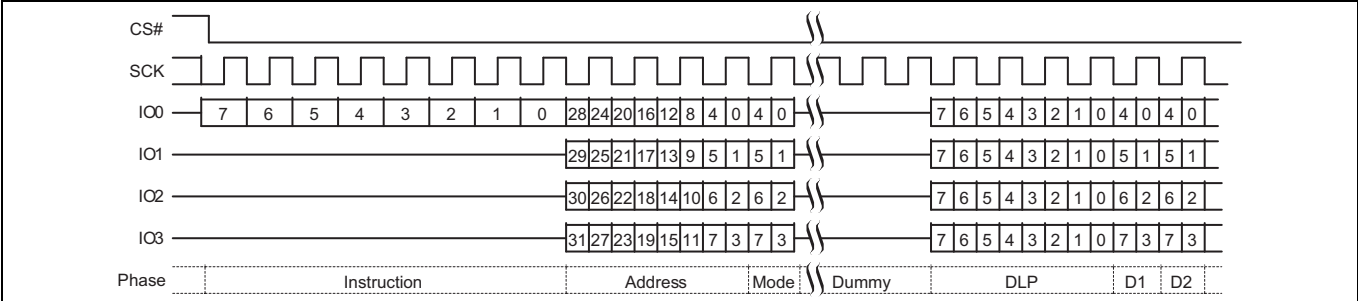 CS#
SCK
IO0 7 6 5 4 3 2 1 0 28 24 20 16 12 8 4 0 4 0 7 6 5 4 3 2 1 0 4 0 4 0
IO1 29 25 21 17 13 9 5 1 5 1 7 6 5 4 3 2 1 0 5 1 5 1
IO2 30 26 22 18 14 10 6 2 6 2 7 6 5 4 3 2 1 0 6 2 6 2
IO3 31 27 23 19 15 11 7 3 7 3 7 6 5 4 3 2 1 0 7 3 7 3
Phase Instruction Address Mode Dummy DLP D1 D2